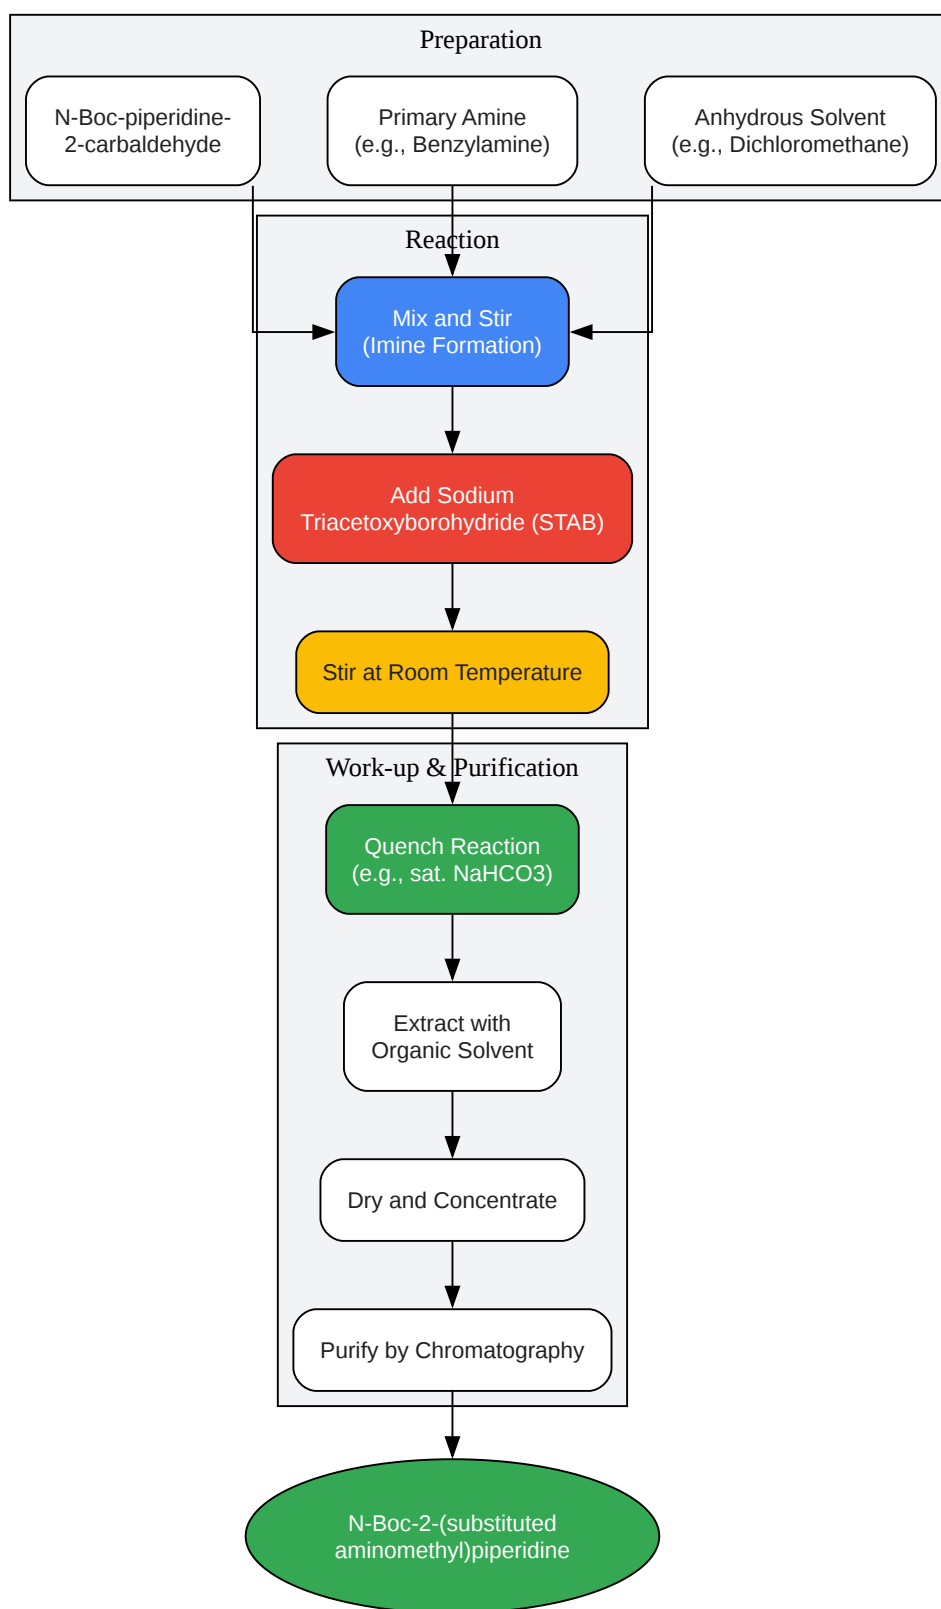 Preparation
N-Boc-piperidine-
2-carbaldehyde
Primary Amine
(e.g., Benzylamine)
Anhydrous Solvent
(e.g., Dichloromethane)
Reaction
Mix and Stir
(Imine Formation)
Add Sodium
Triacetoxyborohydride (STAB)
Stir at Room Temperature
Work-up & Purification
Quench Reaction
(e.g., sat. NaHCO3)
Extract with
Organic Solvent
Dry and Concentrate
Purify by Chromatography
N-Boc-2-(substituted
aminomethyl)piperidine